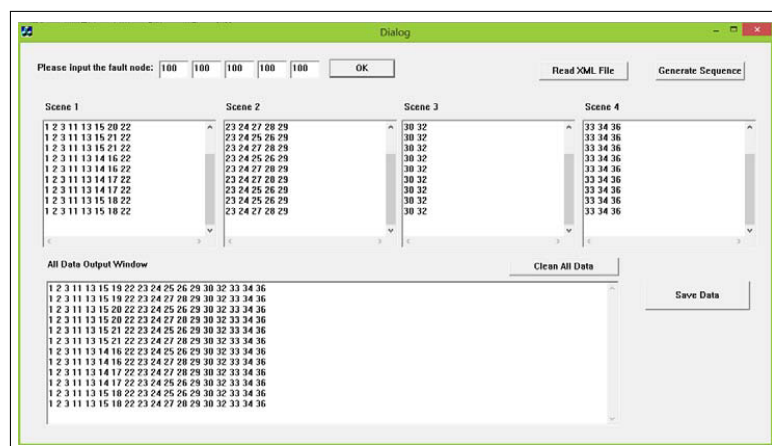 Dialog
Please input the fault node: 100 100 100 100 100 OK Read XML File Generate Sequence
Scene 1
1 2 3 11 13 15 20 22
1 2 3 11 13 15 21 22
1 2 3 11 13 15 21 22
1 2 3 11 13 14 16 22
1 2 3 11 13 14 16 22
1 2 3 11 13 14 17 22
1 2 3 11 13 14 17 22
1 2 3 11 13 15 18 22
1 2 3 11 13 15 18 22
Scene 2
23 24 27 28 29
23 24 25 26 29
23 24 27 28 29
23 24 25 26 29
23 24 27 28 29
23 24 25 26 29
23 24 27 28 29
23 24 25 26 29
23 24 27 28 29
Scene 3
30 32
30 32
30 32
30 32
30 32
30 32
30 32
30 32
30 32
Scene 4
33 34 36
33 34 36
33 34 36
33 34 36
33 34 36
33 34 36
33 34 36
33 34 36
33 34 36
All Data Output Window
Clean All Data
1 2 3 11 13 15 19 22 23 24 25 26 29 30 32 33 34 36
1 2 3 11 13 15 19 22 23 24 27 28 29 30 32 33 34 36
1 2 3 11 13 15 20 22 23 24 25 26 29 30 32 33 34 36
1 2 3 11 13 15 20 22 23 24 27 28 29 30 32 33 34 36
1 2 3 11 13 15 21 22 23 24 25 26 29 30 32 33 34 36
1 2 3 11 13 15 21 22 23 24 27 28 29 30 32 33 34 36
1 2 3 11 13 14 16 22 23 24 25 26 29 30 32 33 34 36
1 2 3 11 13 14 16 22 23 24 27 28 29 30 32 33 34 36
1 2 3 11 13 14 17 22 23 24 27 28 29 30 32 33 34 36
1 2 3 11 13 14 17 22 23 24 25 26 29 30 32 33 34 36
1 2 3 11 13 15 18 22 23 24 25 26 29 30 32 33 34 36
1 2 3 11 13 15 18 22 23 24 27 28 29 30 32 33 34 36
Save Data